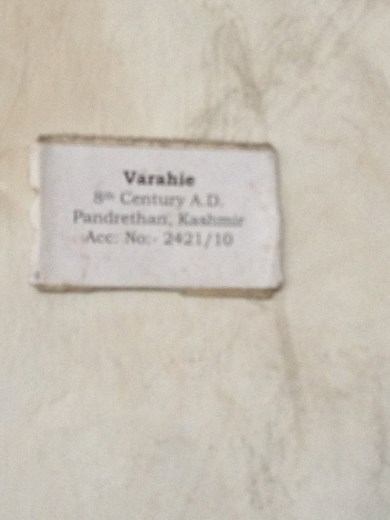 Varahie
8th Century A.D.
Pandrethan, Kashmir
Acc: No:- 2421/10